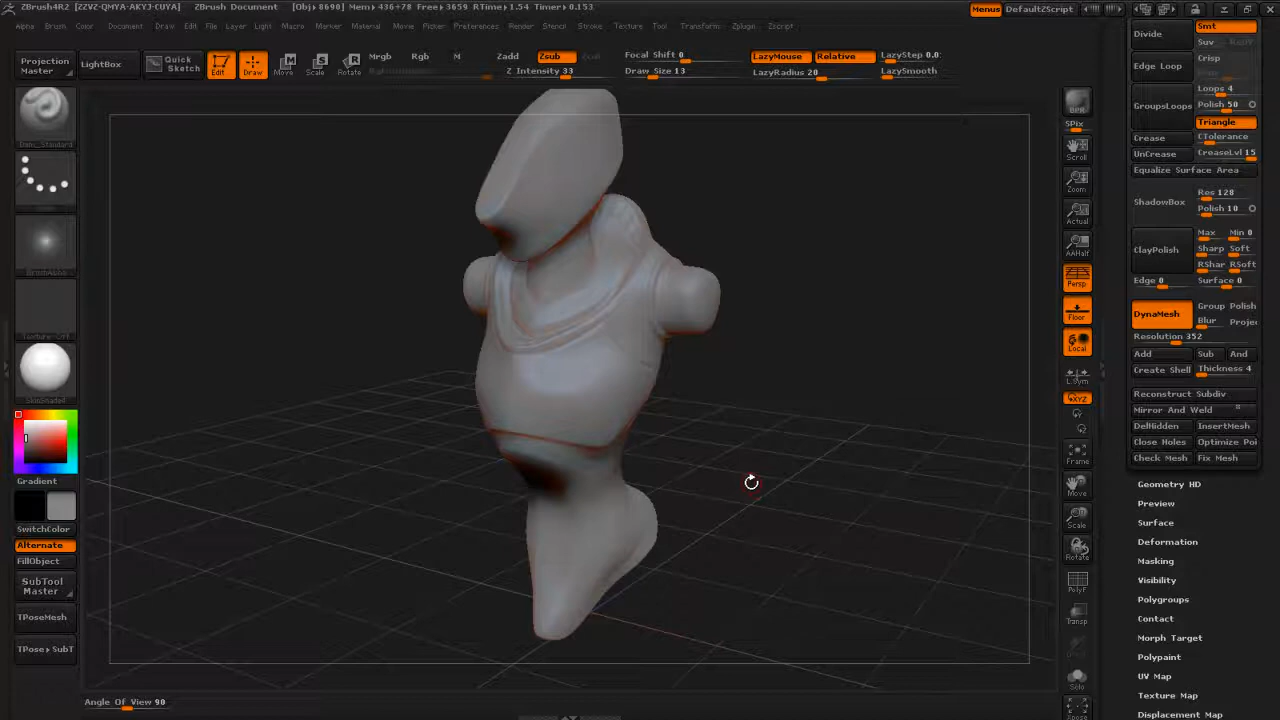 ZBrush4R2 [ZZVZ-QMYA-AKYJ-CUYA] ZBrush Document [Obj▸8690] Mem▸436+78 Free▸3659 RTime▸1.54 Timer▸0.153 Menus DefaultZScript
Alpha Brush Color Document Draw Edit File Layer Light Macro Marker Material Movie Picker Preferences Render Stencil Stroke Texture Tool Transform Zplugin Zscript
Projection Master
LightBox
Quick Sketch
Edit Draw Move Scale Rotate
Mrgb Rgb M Zadd Zsub
Z Intensity 33
Focal Shift 0
Draw Size 13
LazyMouse Relative LazyStep 0.0
LazyRadius 20 LazySmooth
Gradient
SwitchColor
Alternate
FillObject
SubTool Master
TPoseMesh
TPose▸SubT
BPR
SPix
Scroll
Zoom
Actual
AAHalf
Persp
Floor
Local
L.Sym
XYZ
Frame
Move
Scale
Rotate
PolyF
Transp
Solo
Xpose
Divide Smt
Suv
Edge Loop Crisp
Loops 4
GroupsLoops Polish 50
Triangle
Crease CTolerance
UnCrease CreaseLvl 15
Equalize Surface Area
ShadowBox Res 128
Polish 10
Max Min 0
ClayPolish Sharp Soft
RShar RSoft
Edge 0 Surface 0
DynaMesh Group Polish
Blur Proje
Resolution 352
Add Sub And
Create Shell Thickness 4
Reconstruct Subdiv
Mirror And Weld
DelHidden InsertMesh
Close Holes Optimize Poi
Check Mesh Fix Mesh
Geometry HD
Preview
Surface
Deformation
Masking
Visibility
Polygroups
Contact
Morph Target
Polypaint
UV Map
Texture Map
Displacement Map
Angle Of View 90